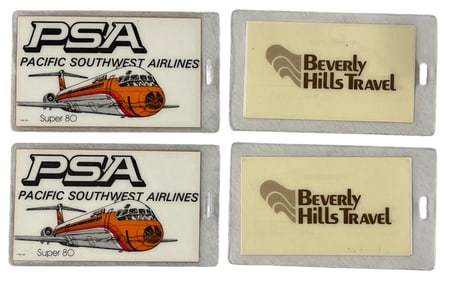 PSA
PACIFIC SOUTHWEST AIRLINES
Super 80
Beverly
Hills Travel
PSA
PACIFIC SOUTHWEST AIRLINES
Super 80
Beverly
Hills Travel